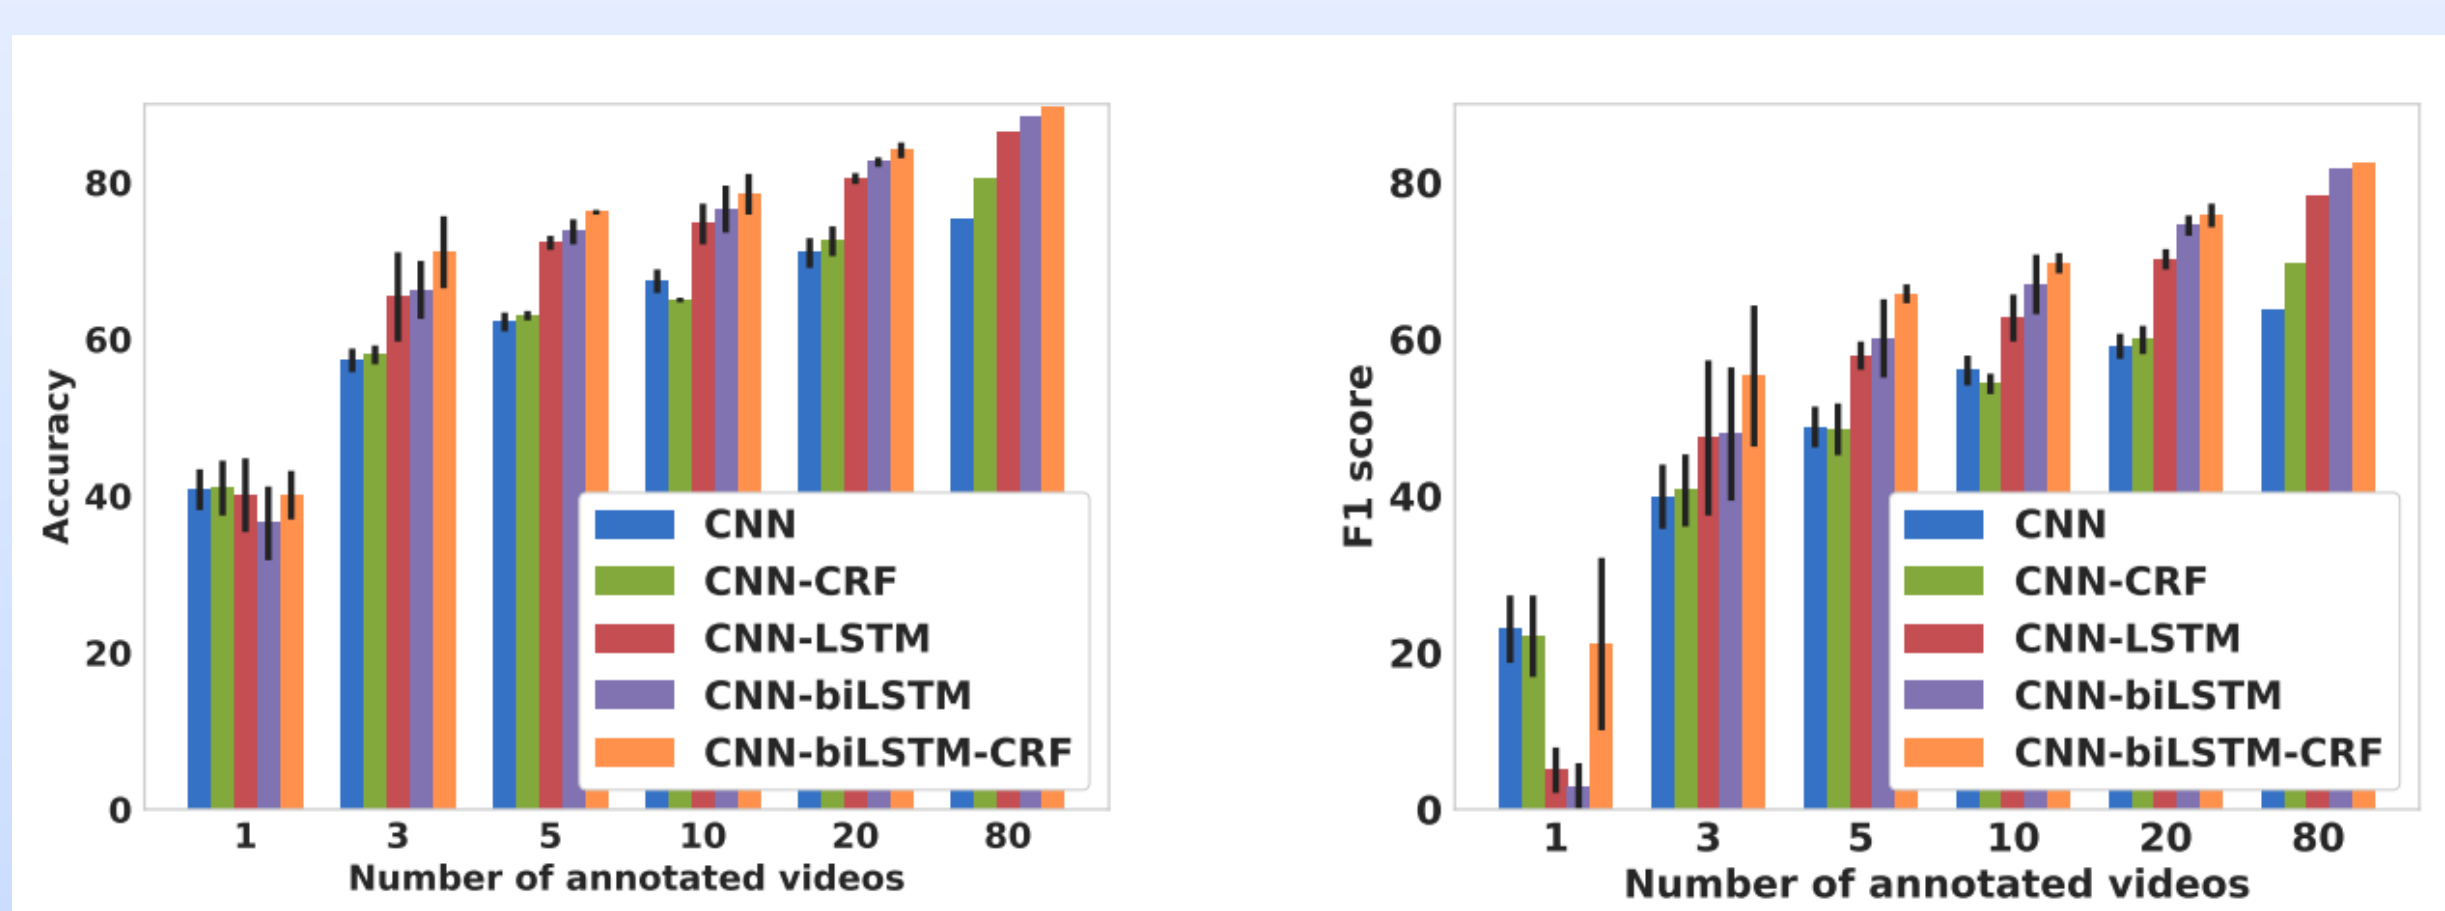 Accuracy
80
60
40
20
0
1 3 5 10 20 80
Number of annotated videos
CNN
CNN-CRF
CNN-LSTM
CNN-biLSTM
CNN-biLSTM-CRF
F1 score
80
60
40
20
0
1 3 5 10 20 80
Number of annotated videos
CNN
CNN-CRF
CNN-LSTM
CNN-biLSTM
CNN-biLSTM-CRF